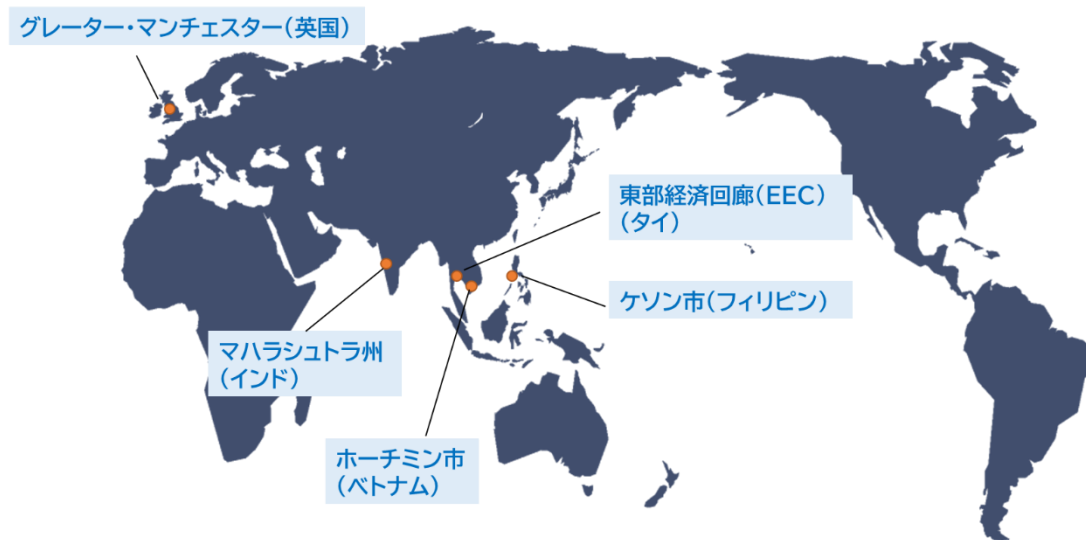 グレーター・マンチェスター（英国）
東部経済回廊（EEC）
（タイ）
ケソン市（フィリピン）
マハラシュトラ州
（インド）
ホーチミン市
（ベトナム）